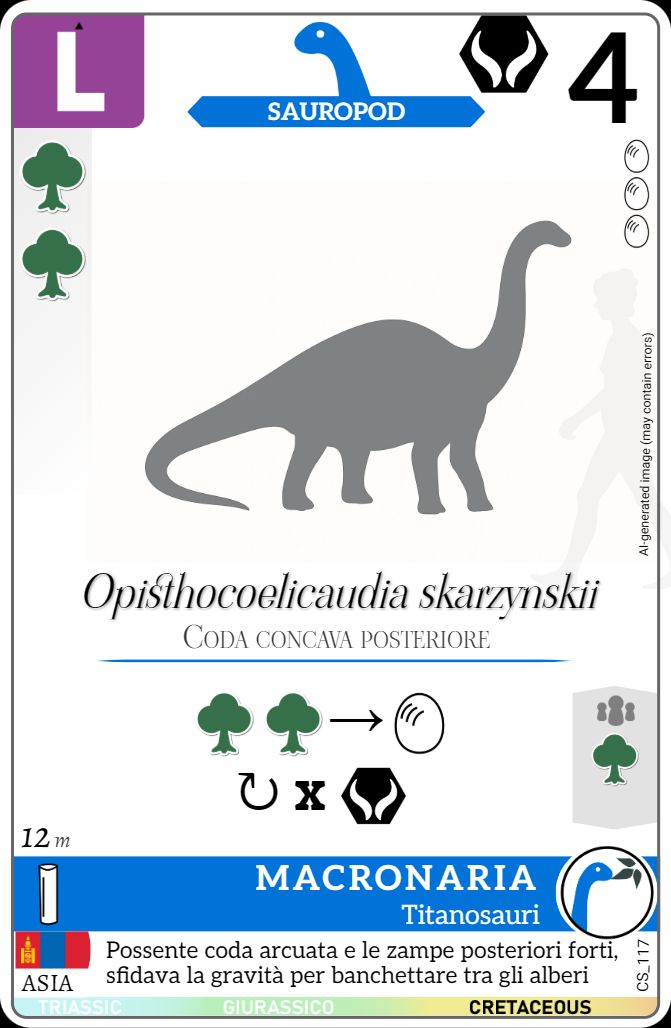 L
SAUROPOD
4
AI-generated image (may contain errors)
Opisthocoelicaudia skarzynskii
CODA CONCAVA POSTERIORE
x
12 m
MACRONARIA
Titanosauri
ASIA
Possente coda arcuata e le zampe posteriori forti,
sfidava la gravità per banchettare tra gli alberi
CS_117
TRIASSIC GIURASSICO CRETACEOUS